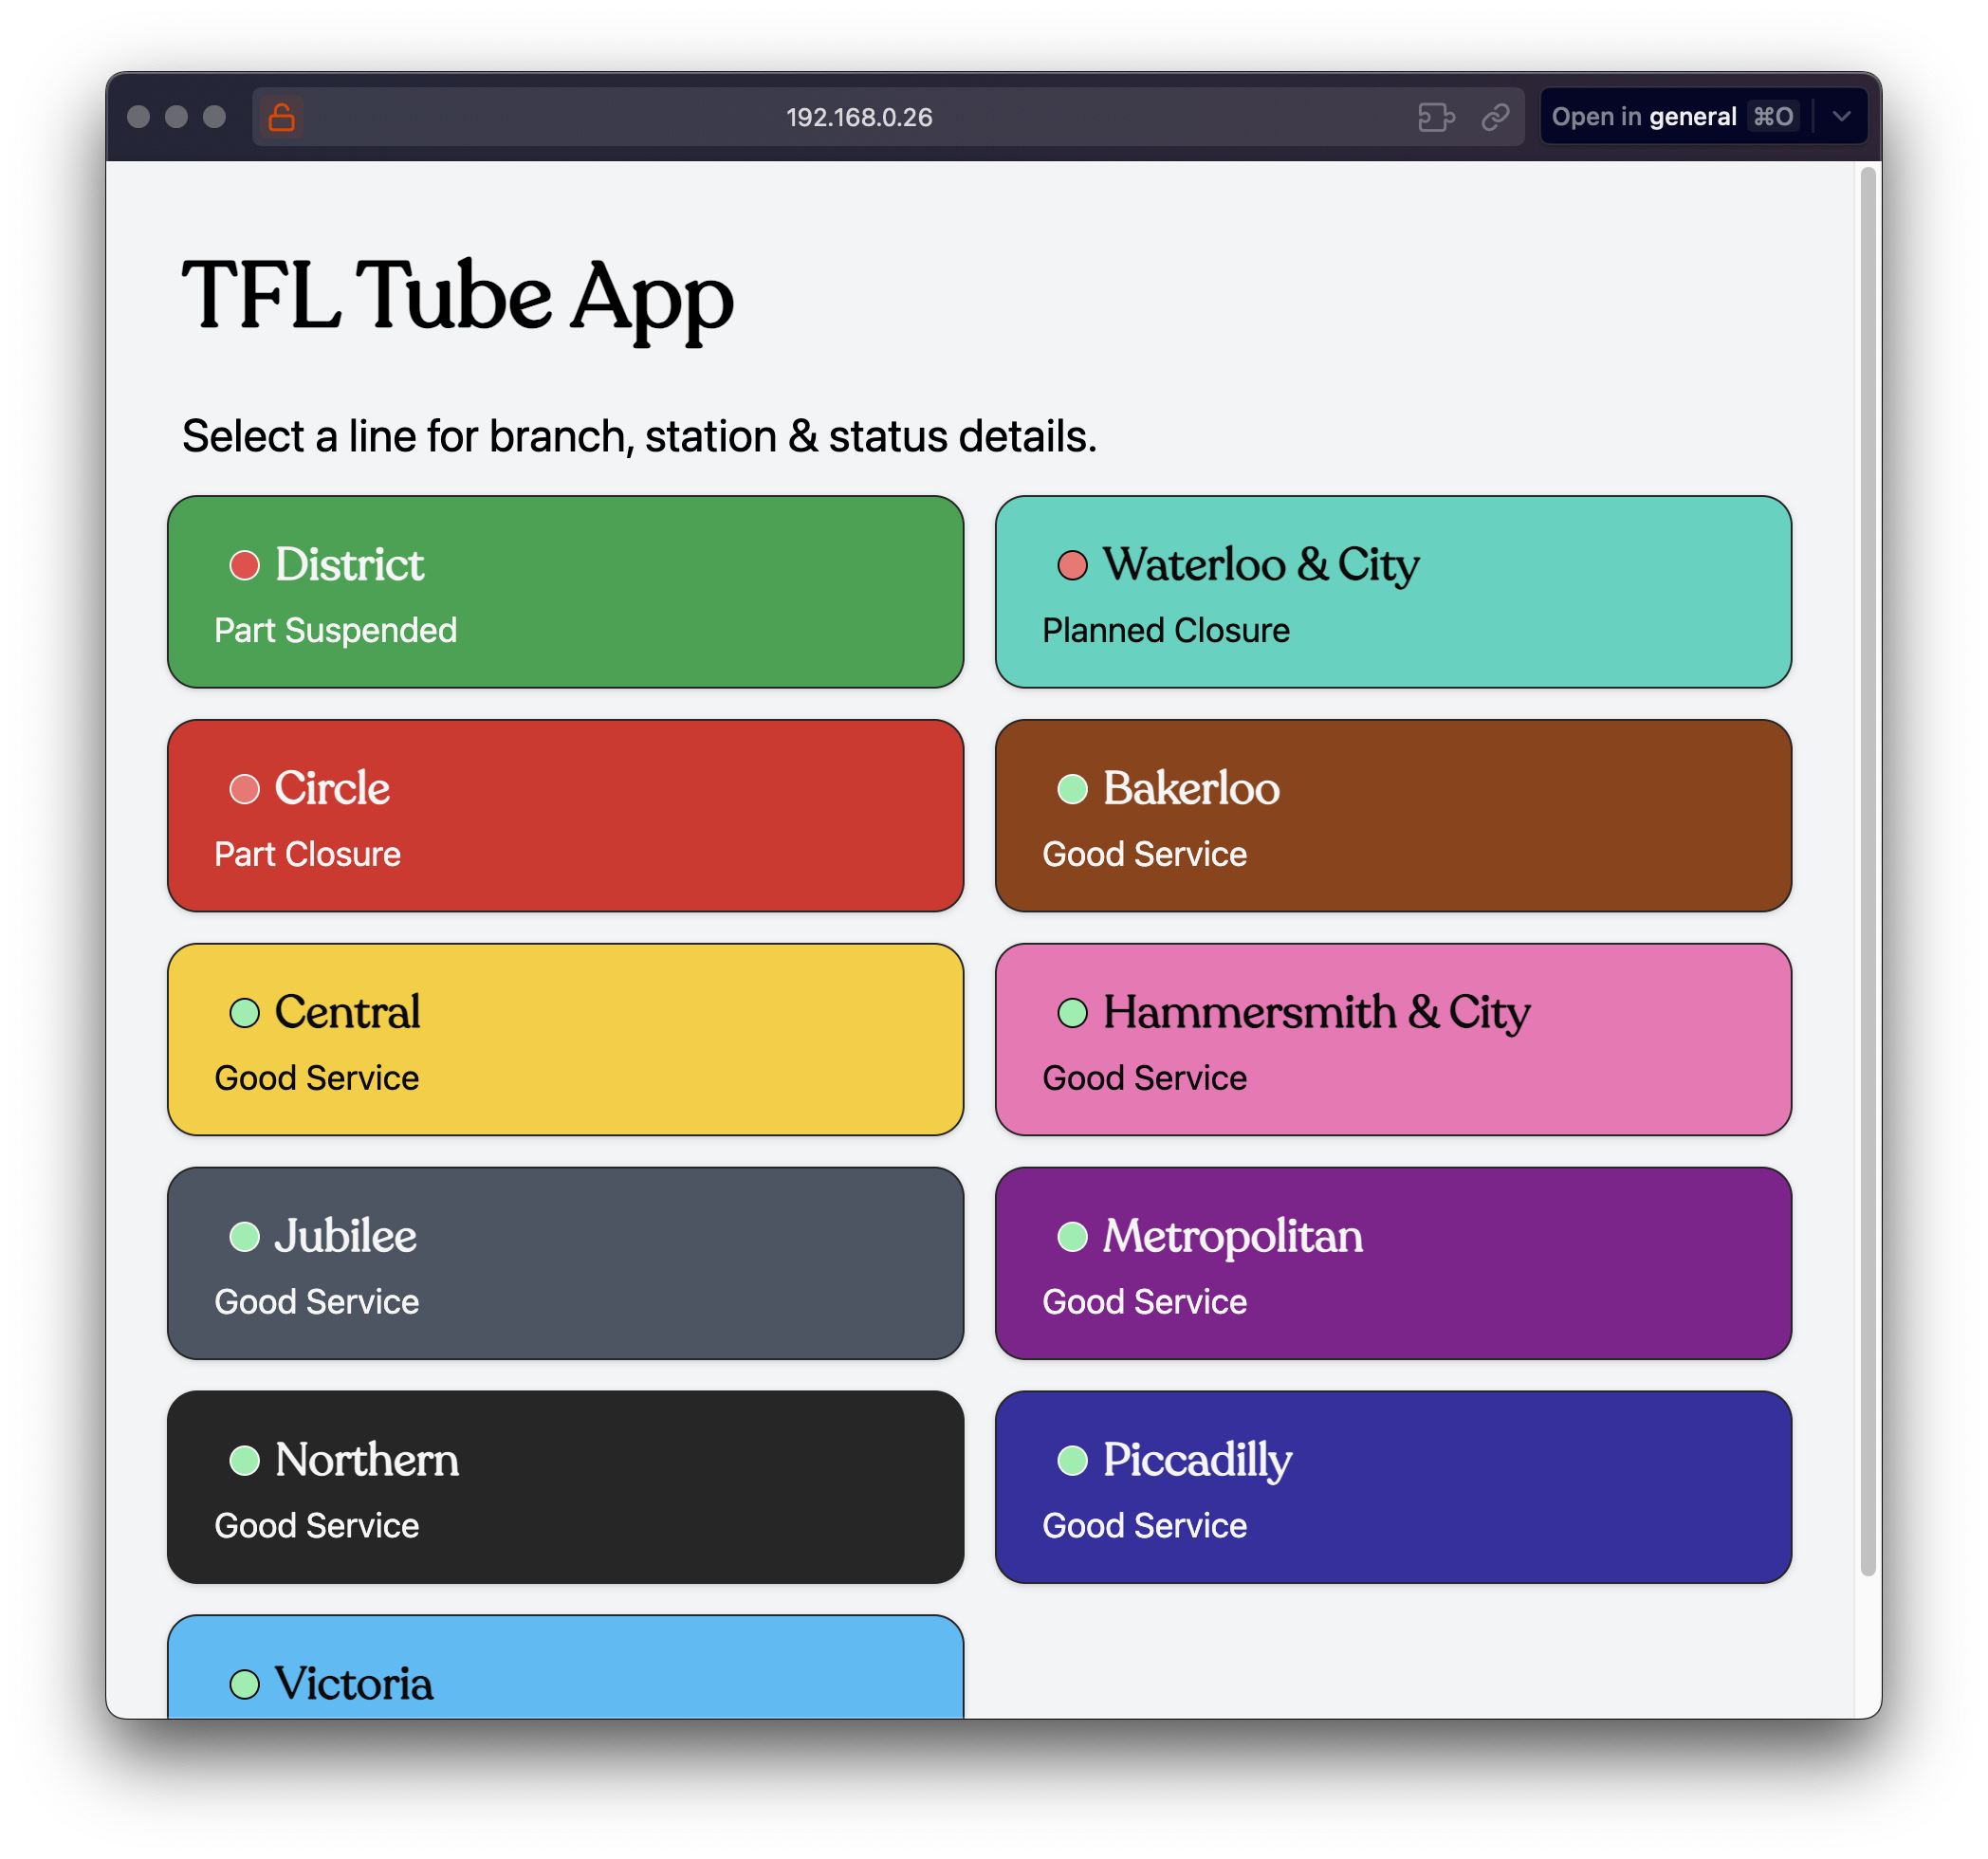 192.168.0.26
Open in general ⌘O
TFL Tube App
Select a line for branch, station & status details.
District
Part Suspended
Waterloo & City
Planned Closure
Circle
Part Closure
Bakerloo
Good Service
Central
Good Service
Hammersmith & City
Good Service
Jubilee
Good Service
Metropolitan
Good Service
Northern
Good Service
Piccadilly
Good Service
Victoria